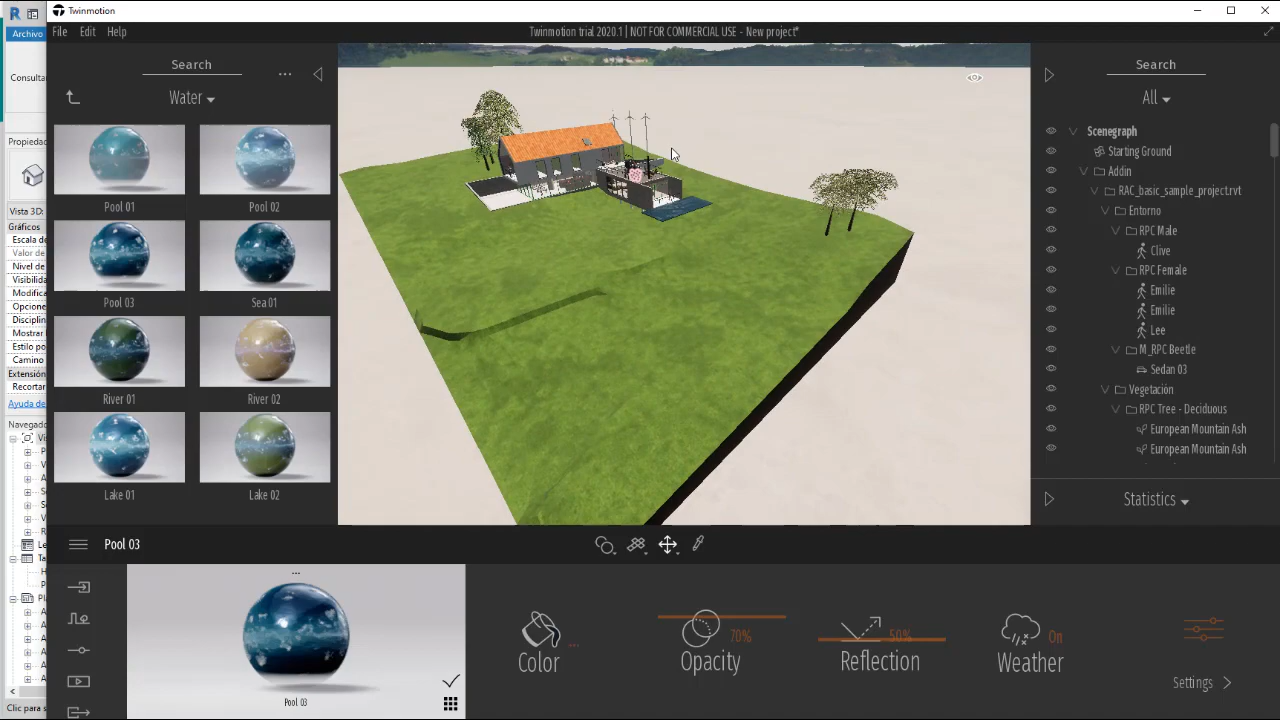 Twinmotion
Archivo
File Edit Help
Twinmotion trial 2020.1 | NOT FOR COMMERCIAL USE - New project*
Consultar
Propiedad
Vista 3D:
Gráficos
Escala de
Valor de
Nivel de
Visibilida
Modifica
Opcione
Disciplin
Mostrar
Estilo po
Camino
Extensión
Recortar
Ayuda de
Navegado
Clic para s
Search
...
Water
Pool 01
Pool 02
Pool 03
Sea 01
River 01
River 02
Lake 01
Lake 02
Search
All
Scenegraph
Starting Ground
Addin
RAC_basic_sample_project.rvt
Entorno
RPC Male
Clive
RPC Female
Emilie
Emilie
Lee
M_RPC Beetle
Sedan 03
Vegetación
RPC Tree - Deciduous
European Mountain Ash
European Mountain Ash
Statistics
Pool 03
...
Pool 03
Color ...
Opacity 70%
Reflection 50%
Weather On
Settings